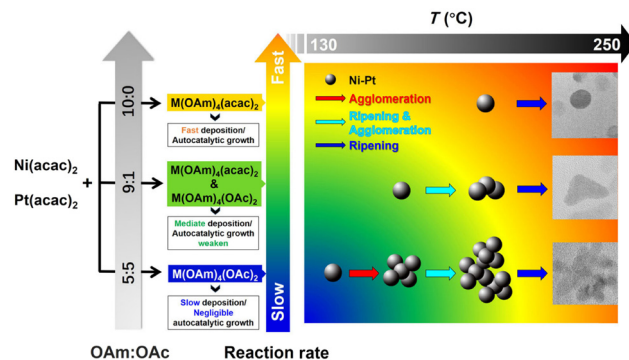 T (°C)
130
250
Fast
Ni-Pt
Agglomeration
Ripening &
Agglomeration
Ripening
10:0
M(OAm)₄(acac)₂
Fast deposition/
Autocatalytic growth
Ni(acac)₂
+
Pt(acac)₂
9:1
M(OAm)₄(acac)₂
&
M(OAm)₄(OAc)₂
Mediate deposition/
Autocatalytic growth
weaken
5:5
M(OAm)₄(OAc)₂
Slow deposition/
Negligible
autocatalytic growth
Slow
OAm:OAc
Reaction rate